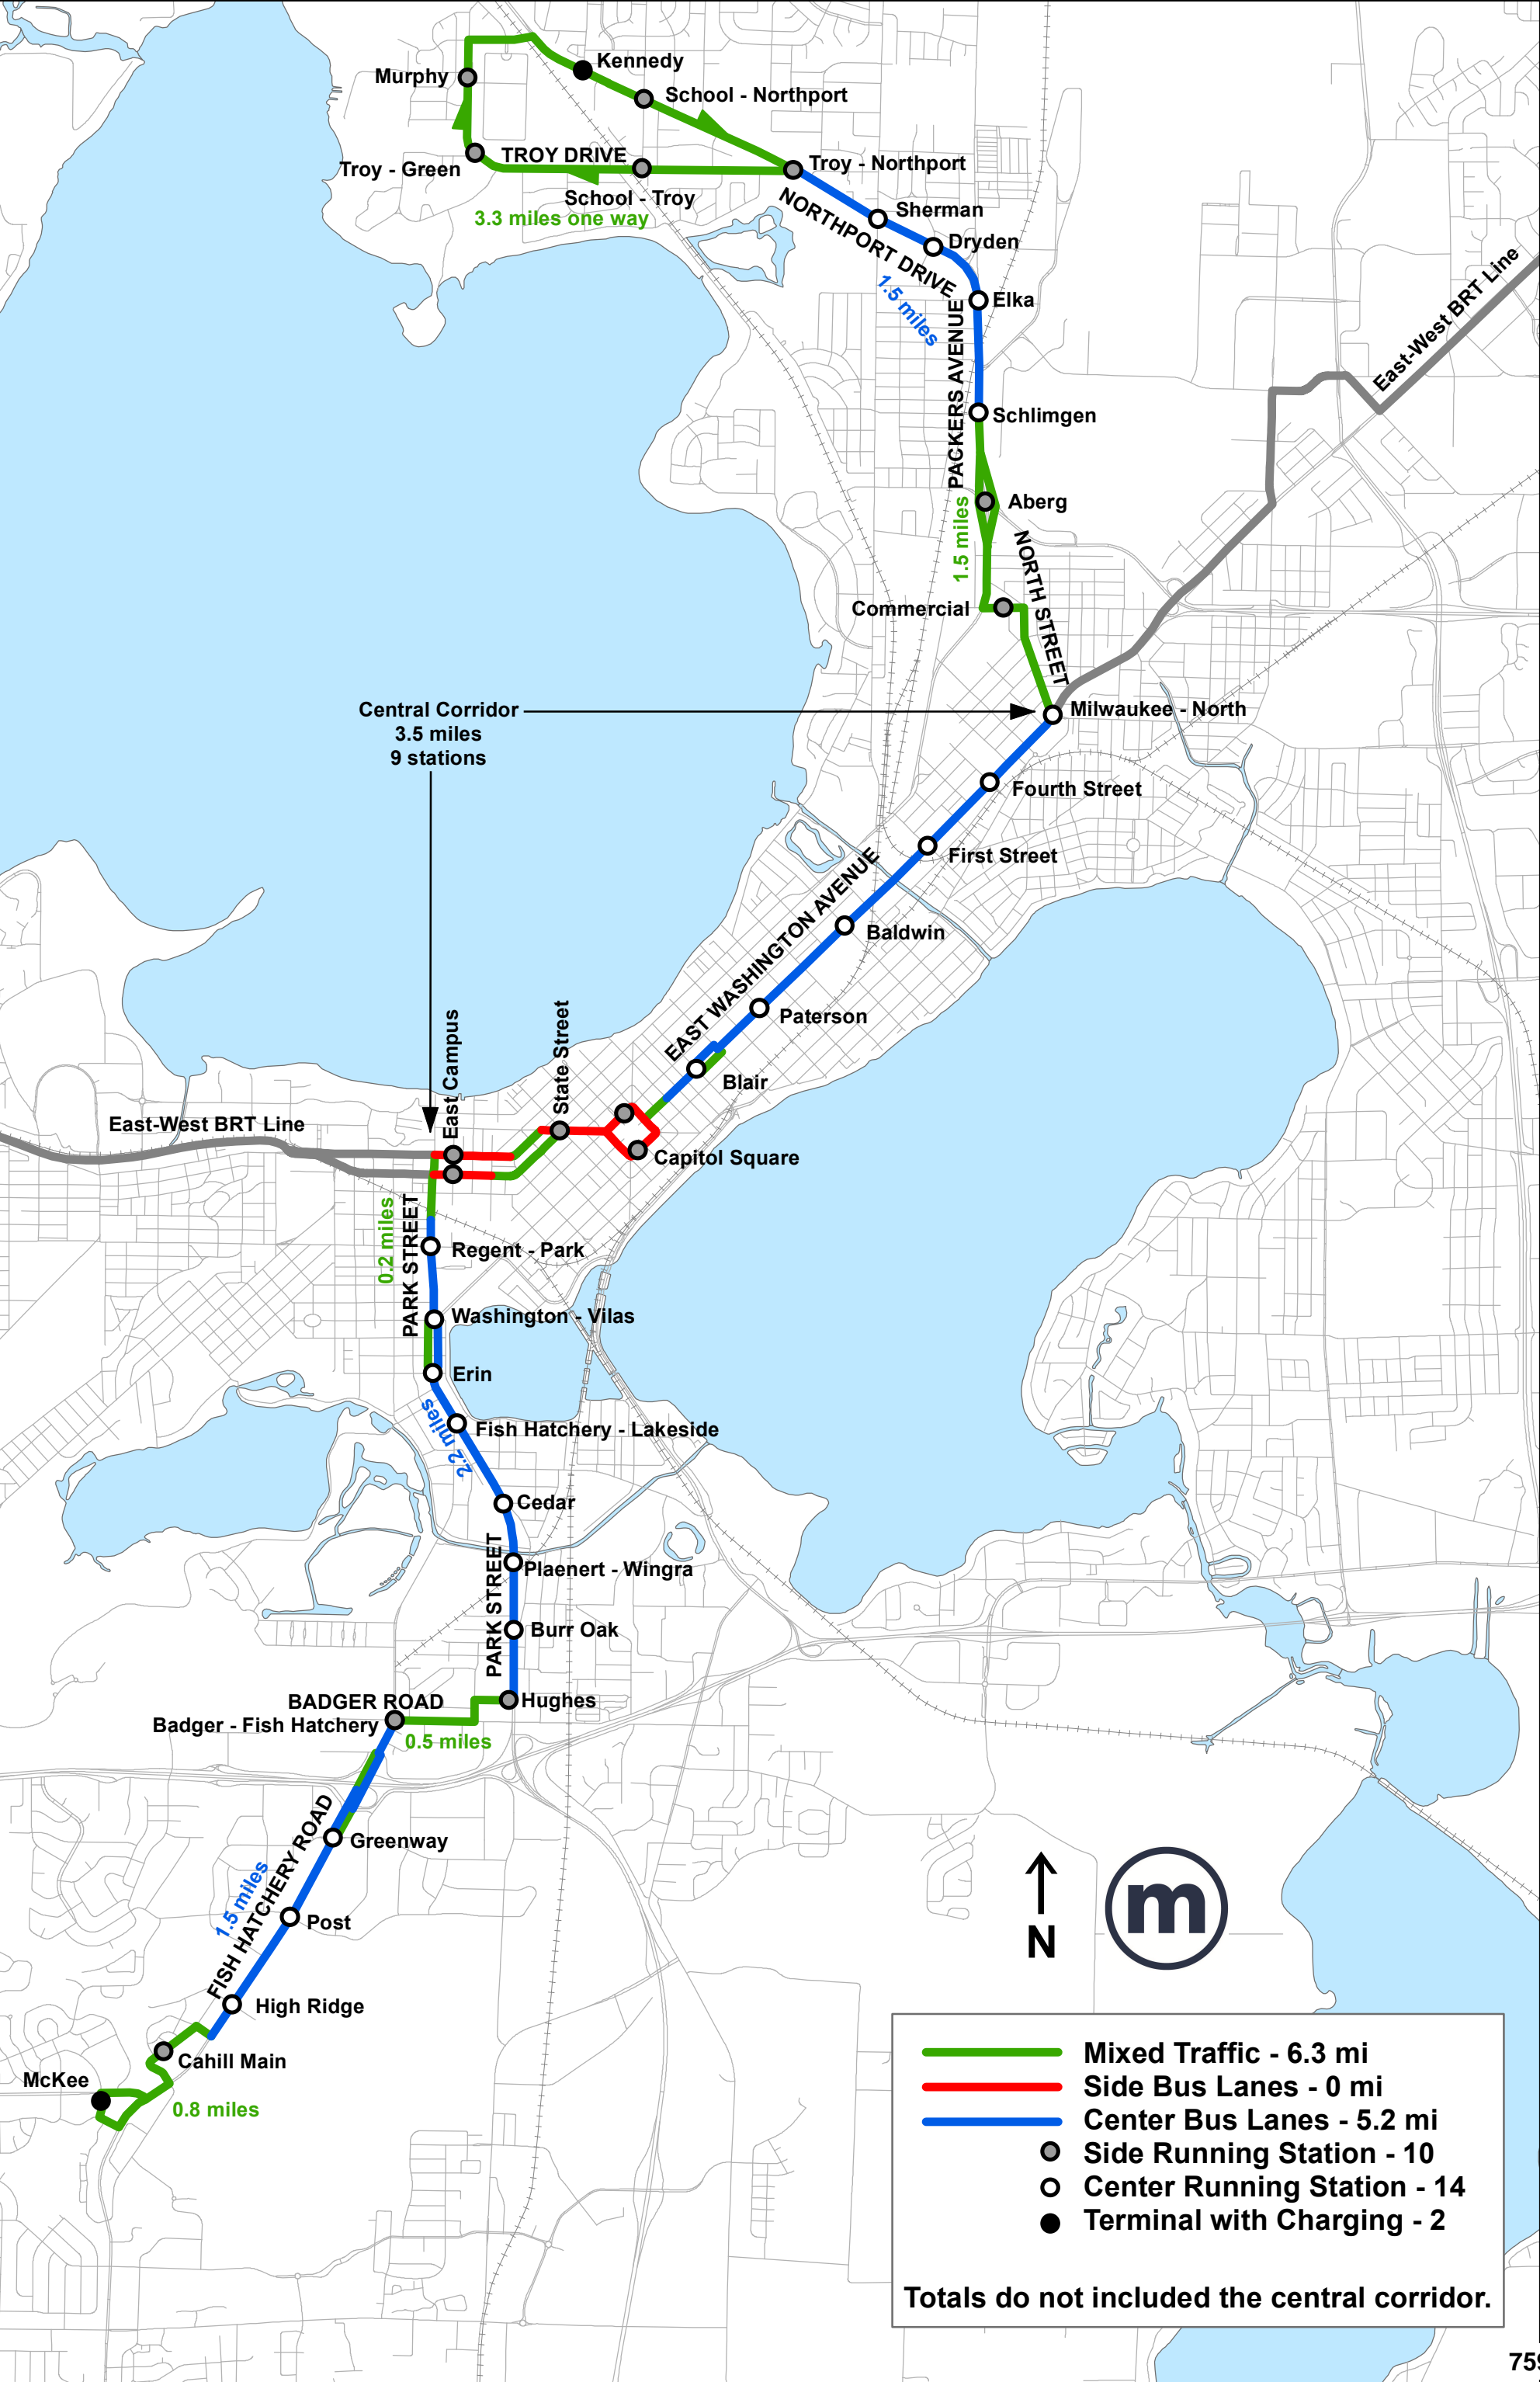 Kennedy
Murphy
School - Northport
TROY DRIVE
Troy - Northport
Troy - Green
School - Troy
3.3 miles one way
NORTHPORT DRIVE
Sherman
Dryden
1.5 miles
Elka
East-West BRT Line
PACKERS AVENUE
Schlimgen
Aberg
1.5 miles
NORTH STREET
Commercial
Central Corridor
3.5 miles
9 stations
Milwaukee - North
Fourth Street
First Street
EAST WASHINGTON AVENUE
Baldwin
Paterson
Blair
East Campus
State Street
East-West BRT Line
Capitol Square
0.2 miles
PARK STREET
Regent - Park
Washington - Vilas
Erin
2.2 miles
Fish Hatchery - Lakeside
Cedar
PARK STREET
Plaenert - Wingra
Burr Oak
BADGER ROAD
Hughes
Badger - Fish Hatchery
0.5 miles
FISH HATCHERY ROAD
Greenway
1.5 miles
Post
High Ridge
Cahill Main
McKee
0.8 miles
N
m
Mixed Traffic - 6.3 mi
Side Bus Lanes - 0 mi
Center Bus Lanes - 5.2 mi
Side Running Station - 10
Center Running Station - 14
Terminal with Charging - 2
Totals do not included the central corridor.